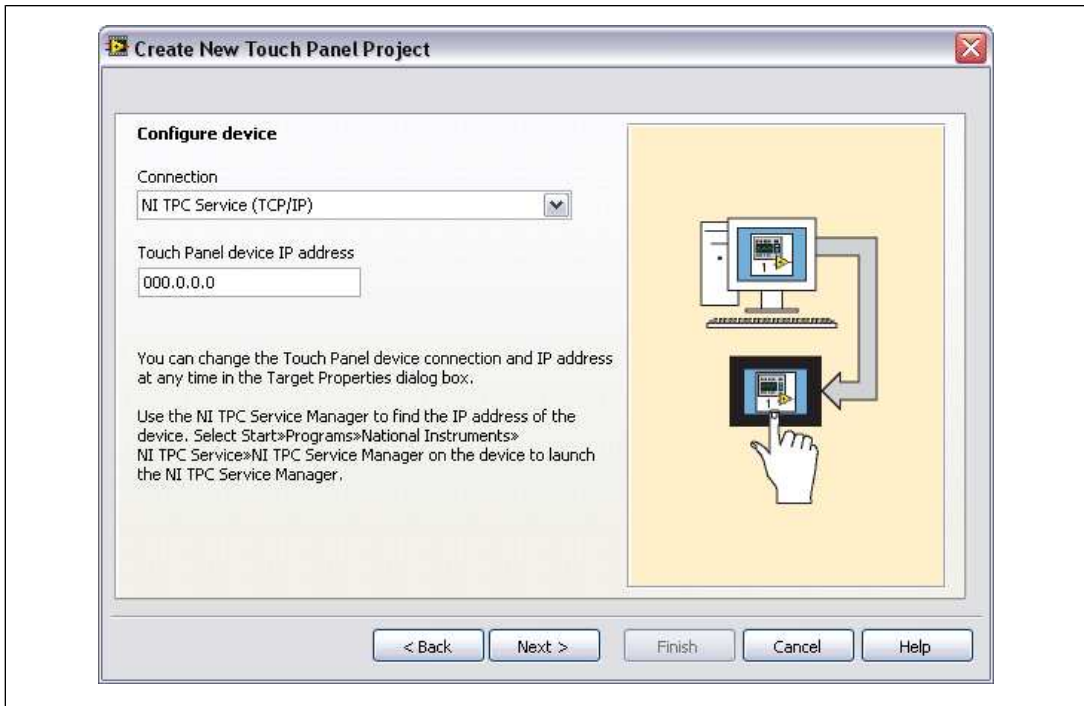 Create New Touch Panel Project
Configure device
Connection
NI TPC Service (TCP/IP)
Touch Panel device IP address
000.0.0.0
You can change the Touch Panel device connection and IP address
at any time in the Target Properties dialog box.
Use the NI TPC Service Manager to find the IP address of the
device. Select Start»Programs»National Instruments»
NI TPC Service»NI TPC Service Manager on the device to launch
the NI TPC Service Manager.
1
1
< Back
Next >
Finish
Cancel
Help